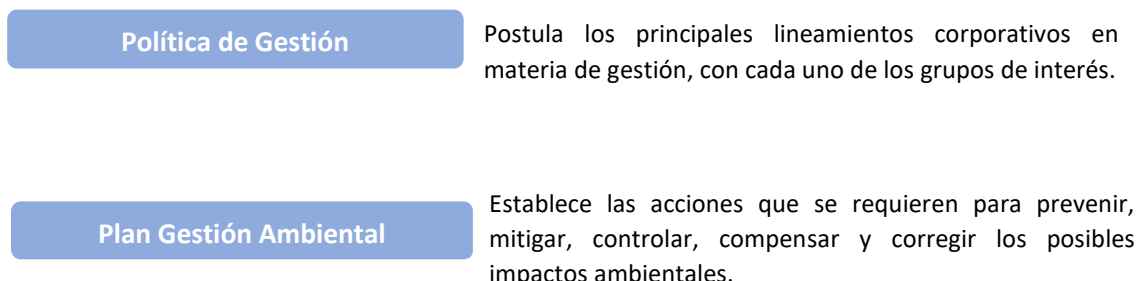 Política de Gestión
Postula los principales lineamientos corporativos en
materia de gestión, con cada uno de los grupos de interés.
Plan Gestión Ambiental
Establece las acciones que se requieren para prevenir,
mitigar, controlar, compensar y corregir los posibles
impactos ambientales.